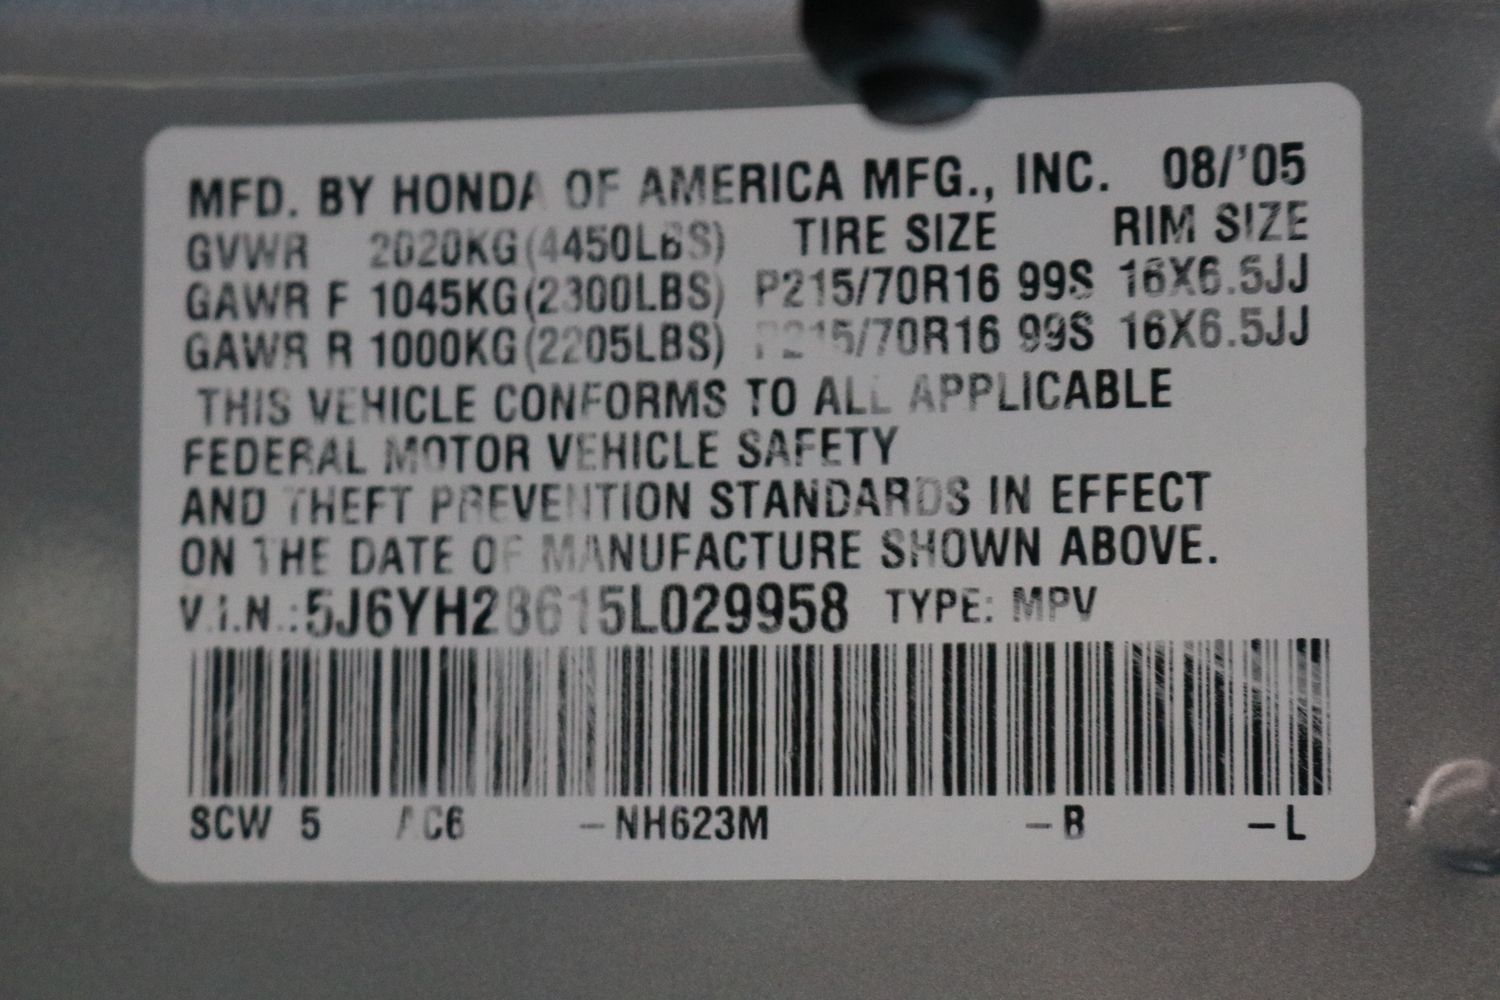 MFD. BY HONDA OF AMERICA MFG., INC. 08/'05
GVWR 2020KG(4450LBS) TIRE SIZE RIM SIZE
GAWR F 1045KG(2300LBS) P215/70R16 99S 16X6.5JJ
GAWR R 1000KG(2205LBS) P215/70R16 99S 16X6.5JJ
THIS VEHICLE CONFORMS TO ALL APPLICABLE
FEDERAL MOTOR VEHICLE SAFETY
AND THEFT PREVENTION STANDARDS IN EFFECT
ON THE DATE OF MANUFACTURE SHOWN ABOVE.
V.I.N.:5J6YH28615L029958 TYPE: MPV
SCW 5 AC6 -NH623M -B -L